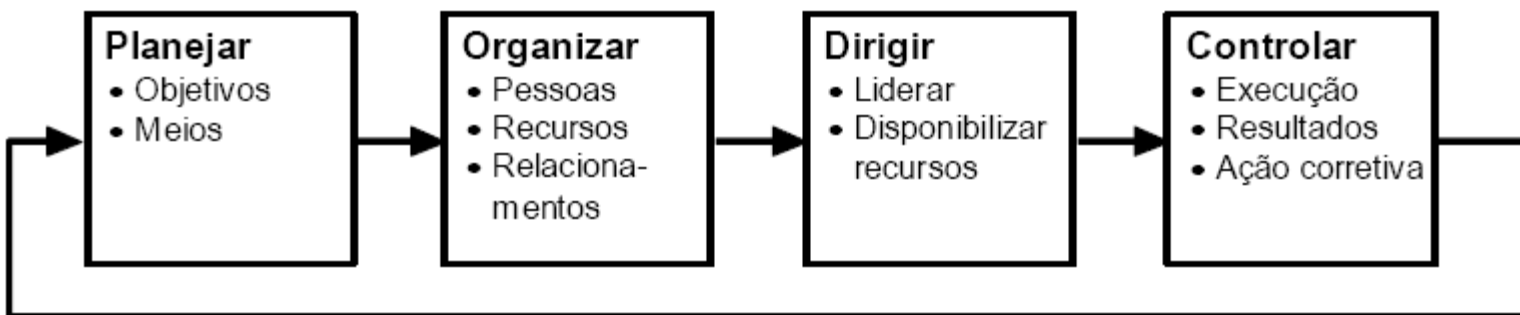 Planejar
• Objetivos
• Meios
Organizar
• Pessoas
• Recursos
• Relaciona-
mentos
Dirigir
• Liderar
• Disponibilizar
recursos
Controlar
• Execução
• Resultados
• Ação corretiva